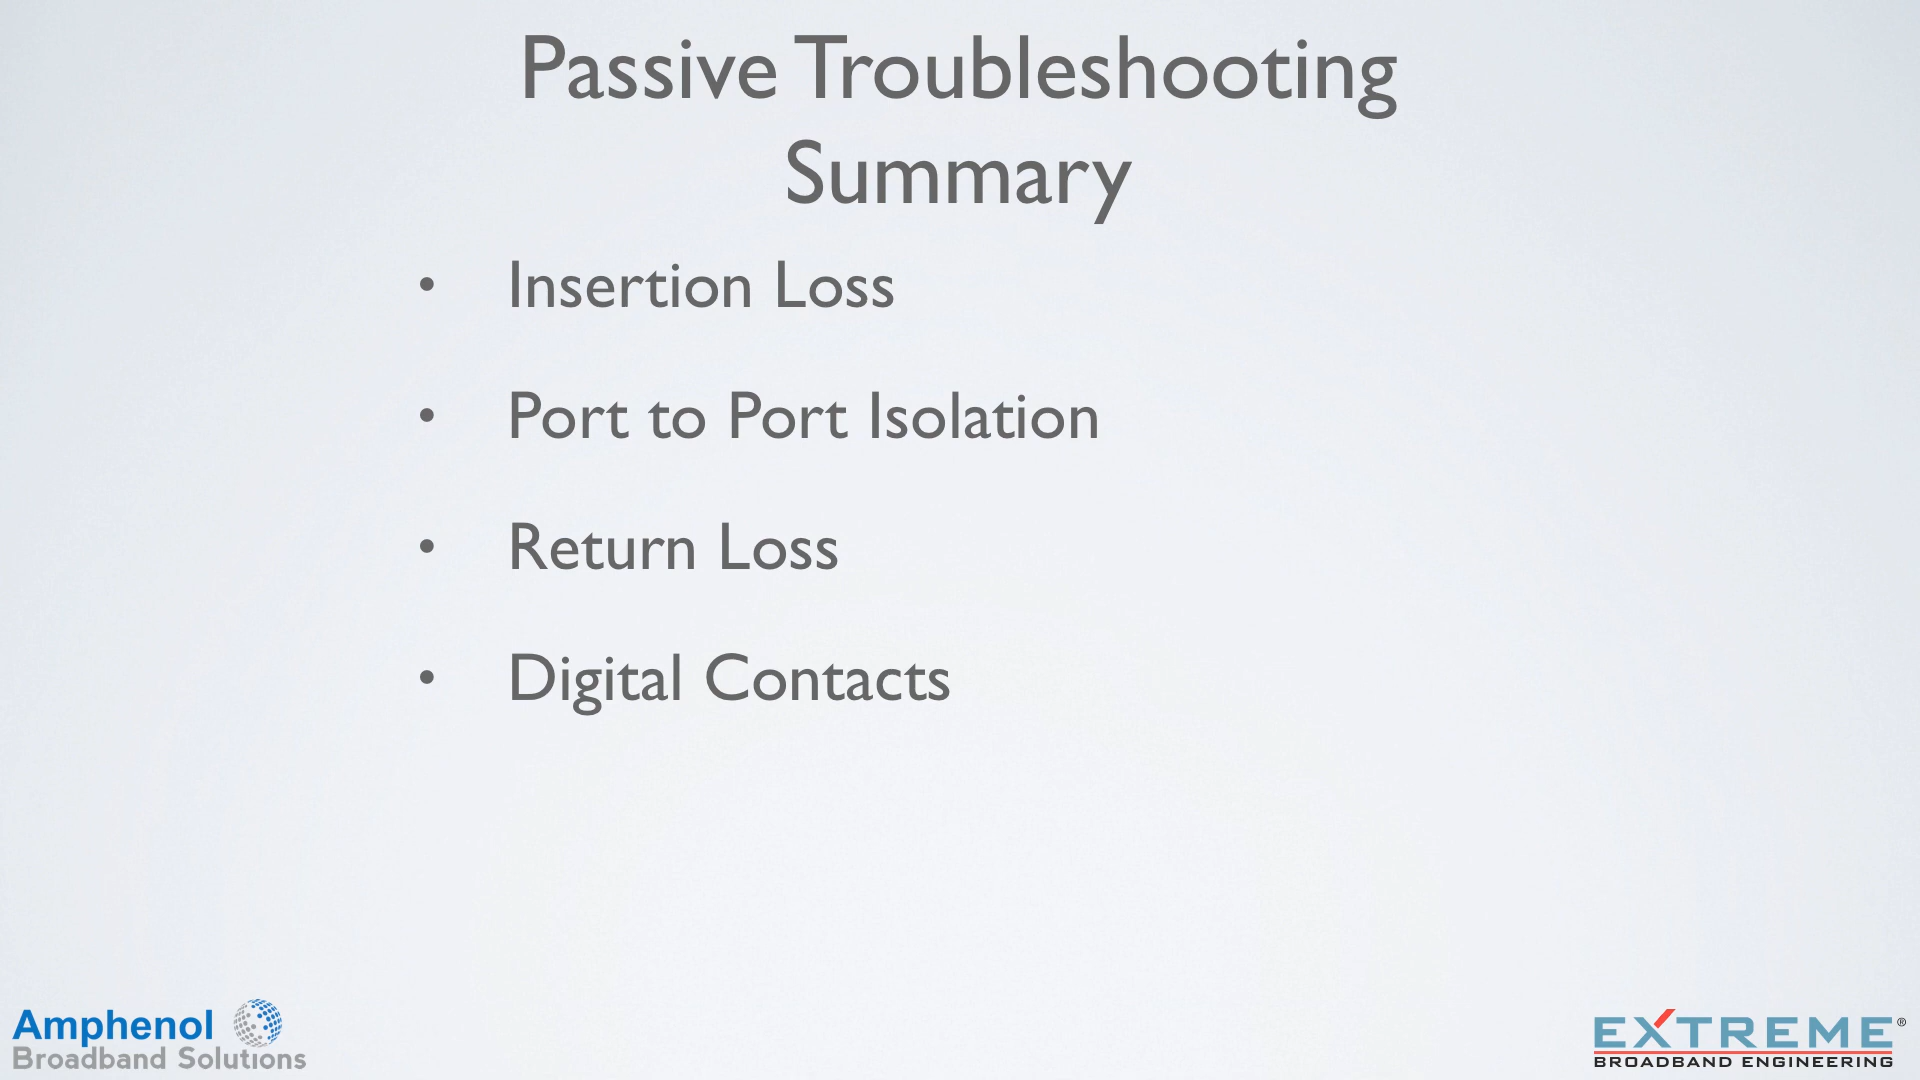 Passive Troubleshooting
Summary
• Insertion Loss
• Port to Port Isolation
• Return Loss
• Digital Contacts
Amphenol
Broadband Solutions
EXTREME®
BROADBAND ENGINEERING